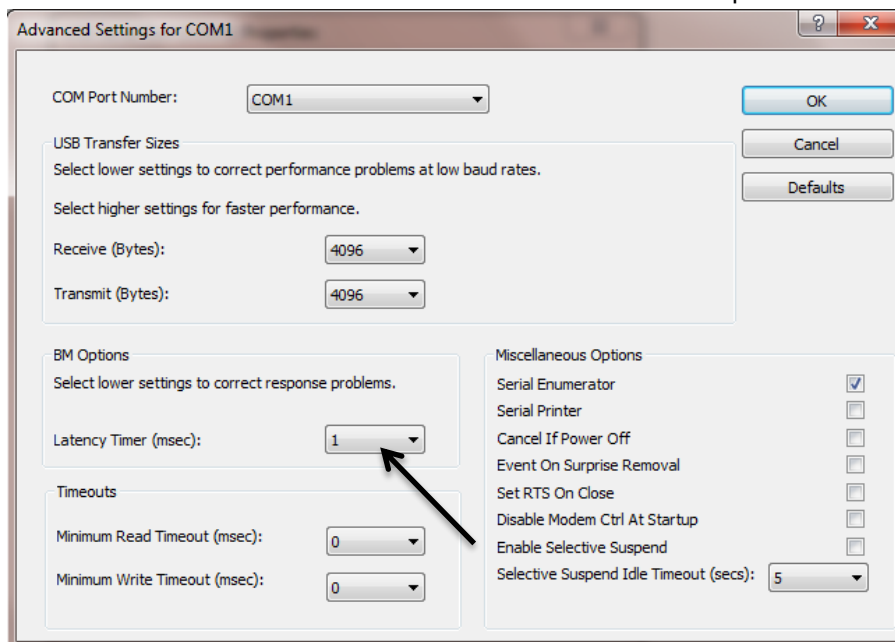 Advanced Settings for COM1
?
X
COM Port Number:
COM1
OK
USB Transfer Sizes
Cancel
Select lower settings to correct performance problems at low baud rates.
Defaults
Select higher settings for faster performance.
Receive (Bytes):
4096
Transmit (Bytes):
4096
BM Options
Select lower settings to correct response problems.
Latency Timer (msec):
1
Timeouts
Minimum Read Timeout (msec):
0
Minimum Write Timeout (msec):
0
Miscellaneous Options
Serial Enumerator
Serial Printer
Cancel If Power Off
Event On Surprise Removal
Set RTS On Close
Disable Modem Ctrl At Startup
Enable Selective Suspend
Selective Suspend Idle Timeout (secs):
5